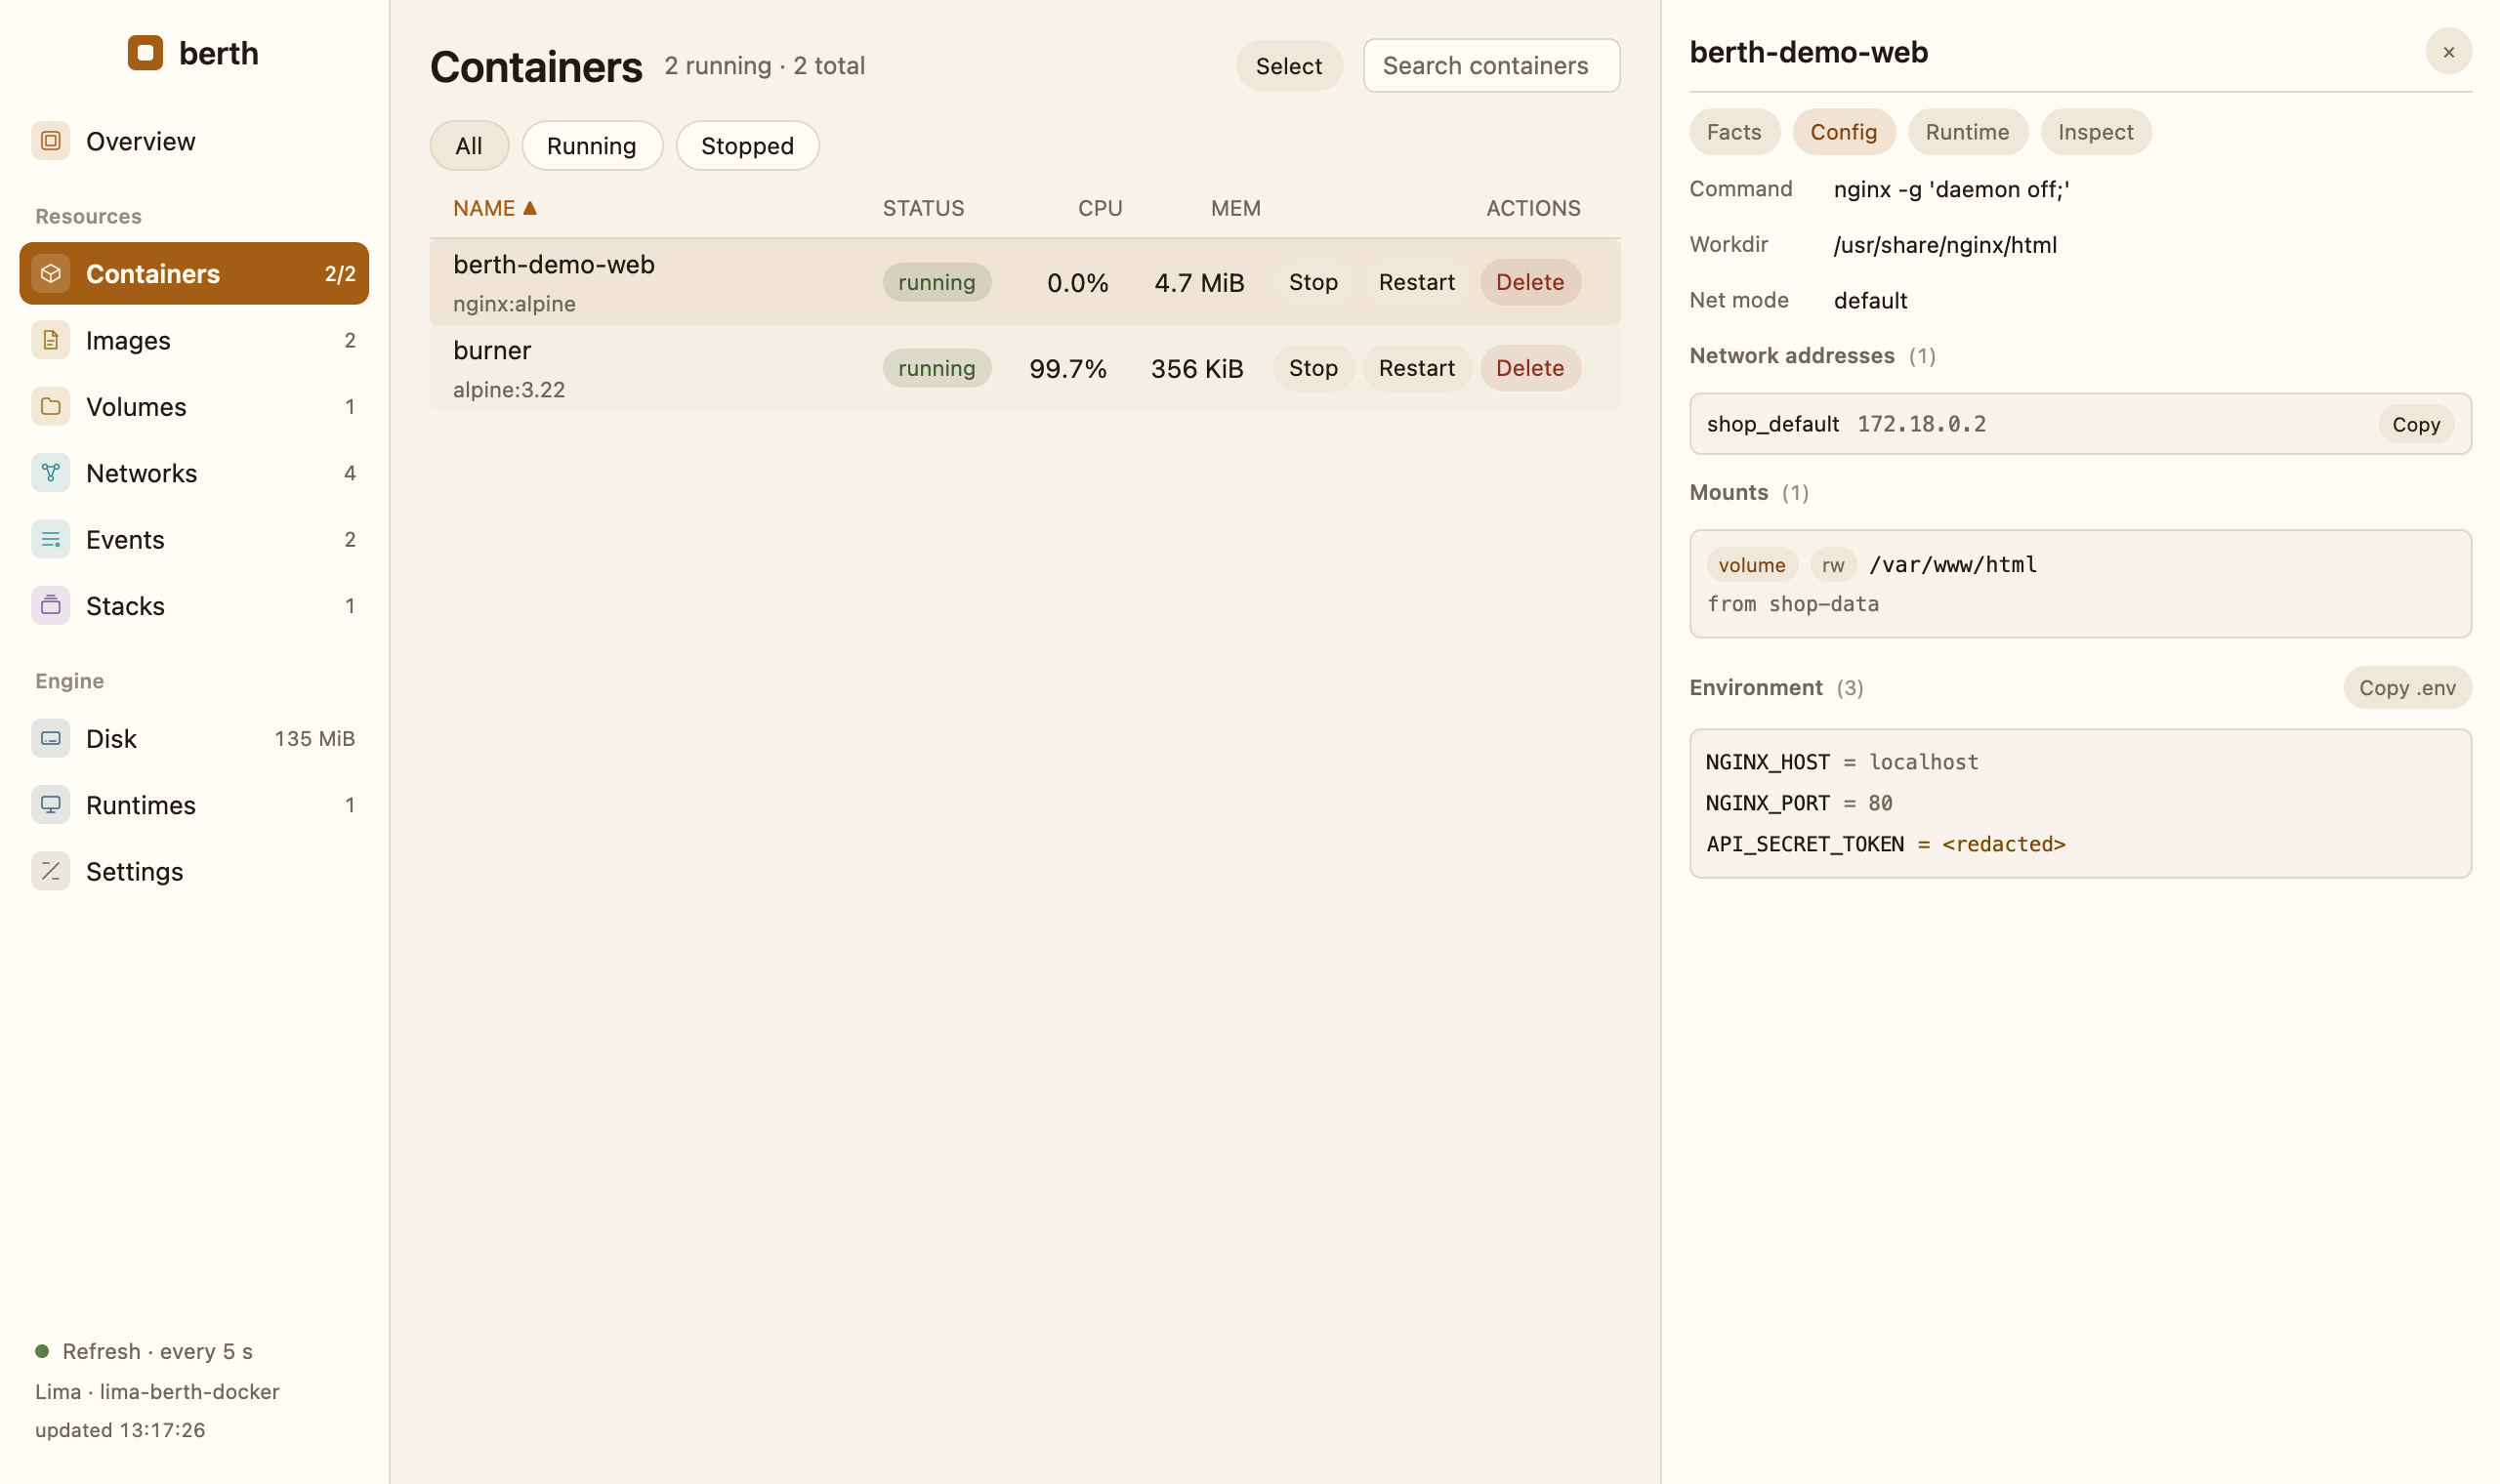 berth
Overview
Resources
Containers 2/2
Images 2
Volumes 1
Networks 4
Events 2
Stacks 1
Engine
Disk 135 MiB
Runtimes 1
Settings
Refresh · every 5 s
Lima · lima-berth-docker
updated 13:17:26
Containers 2 running · 2 total Select Search containers
All Running Stopped
NAME ▲ STATUS CPU MEM ACTIONS
berth-demo-web
nginx:alpine
running 0.0% 4.7 MiB Stop Restart Delete
burner
alpine:3.22
running 99.7% 356 KiB Stop Restart Delete
berth-demo-web ×
Facts Config Runtime Inspect
Command nginx -g 'daemon off;'
Workdir /usr/share/nginx/html
Net mode default
Network addresses (1)
shop_default 172.18.0.2 Copy
Mounts (1)
volume rw /var/www/html
from shop-data
Environment (3) Copy .env
NGINX_HOST = localhost
NGINX_PORT = 80
API_SECRET_TOKEN = <redacted>